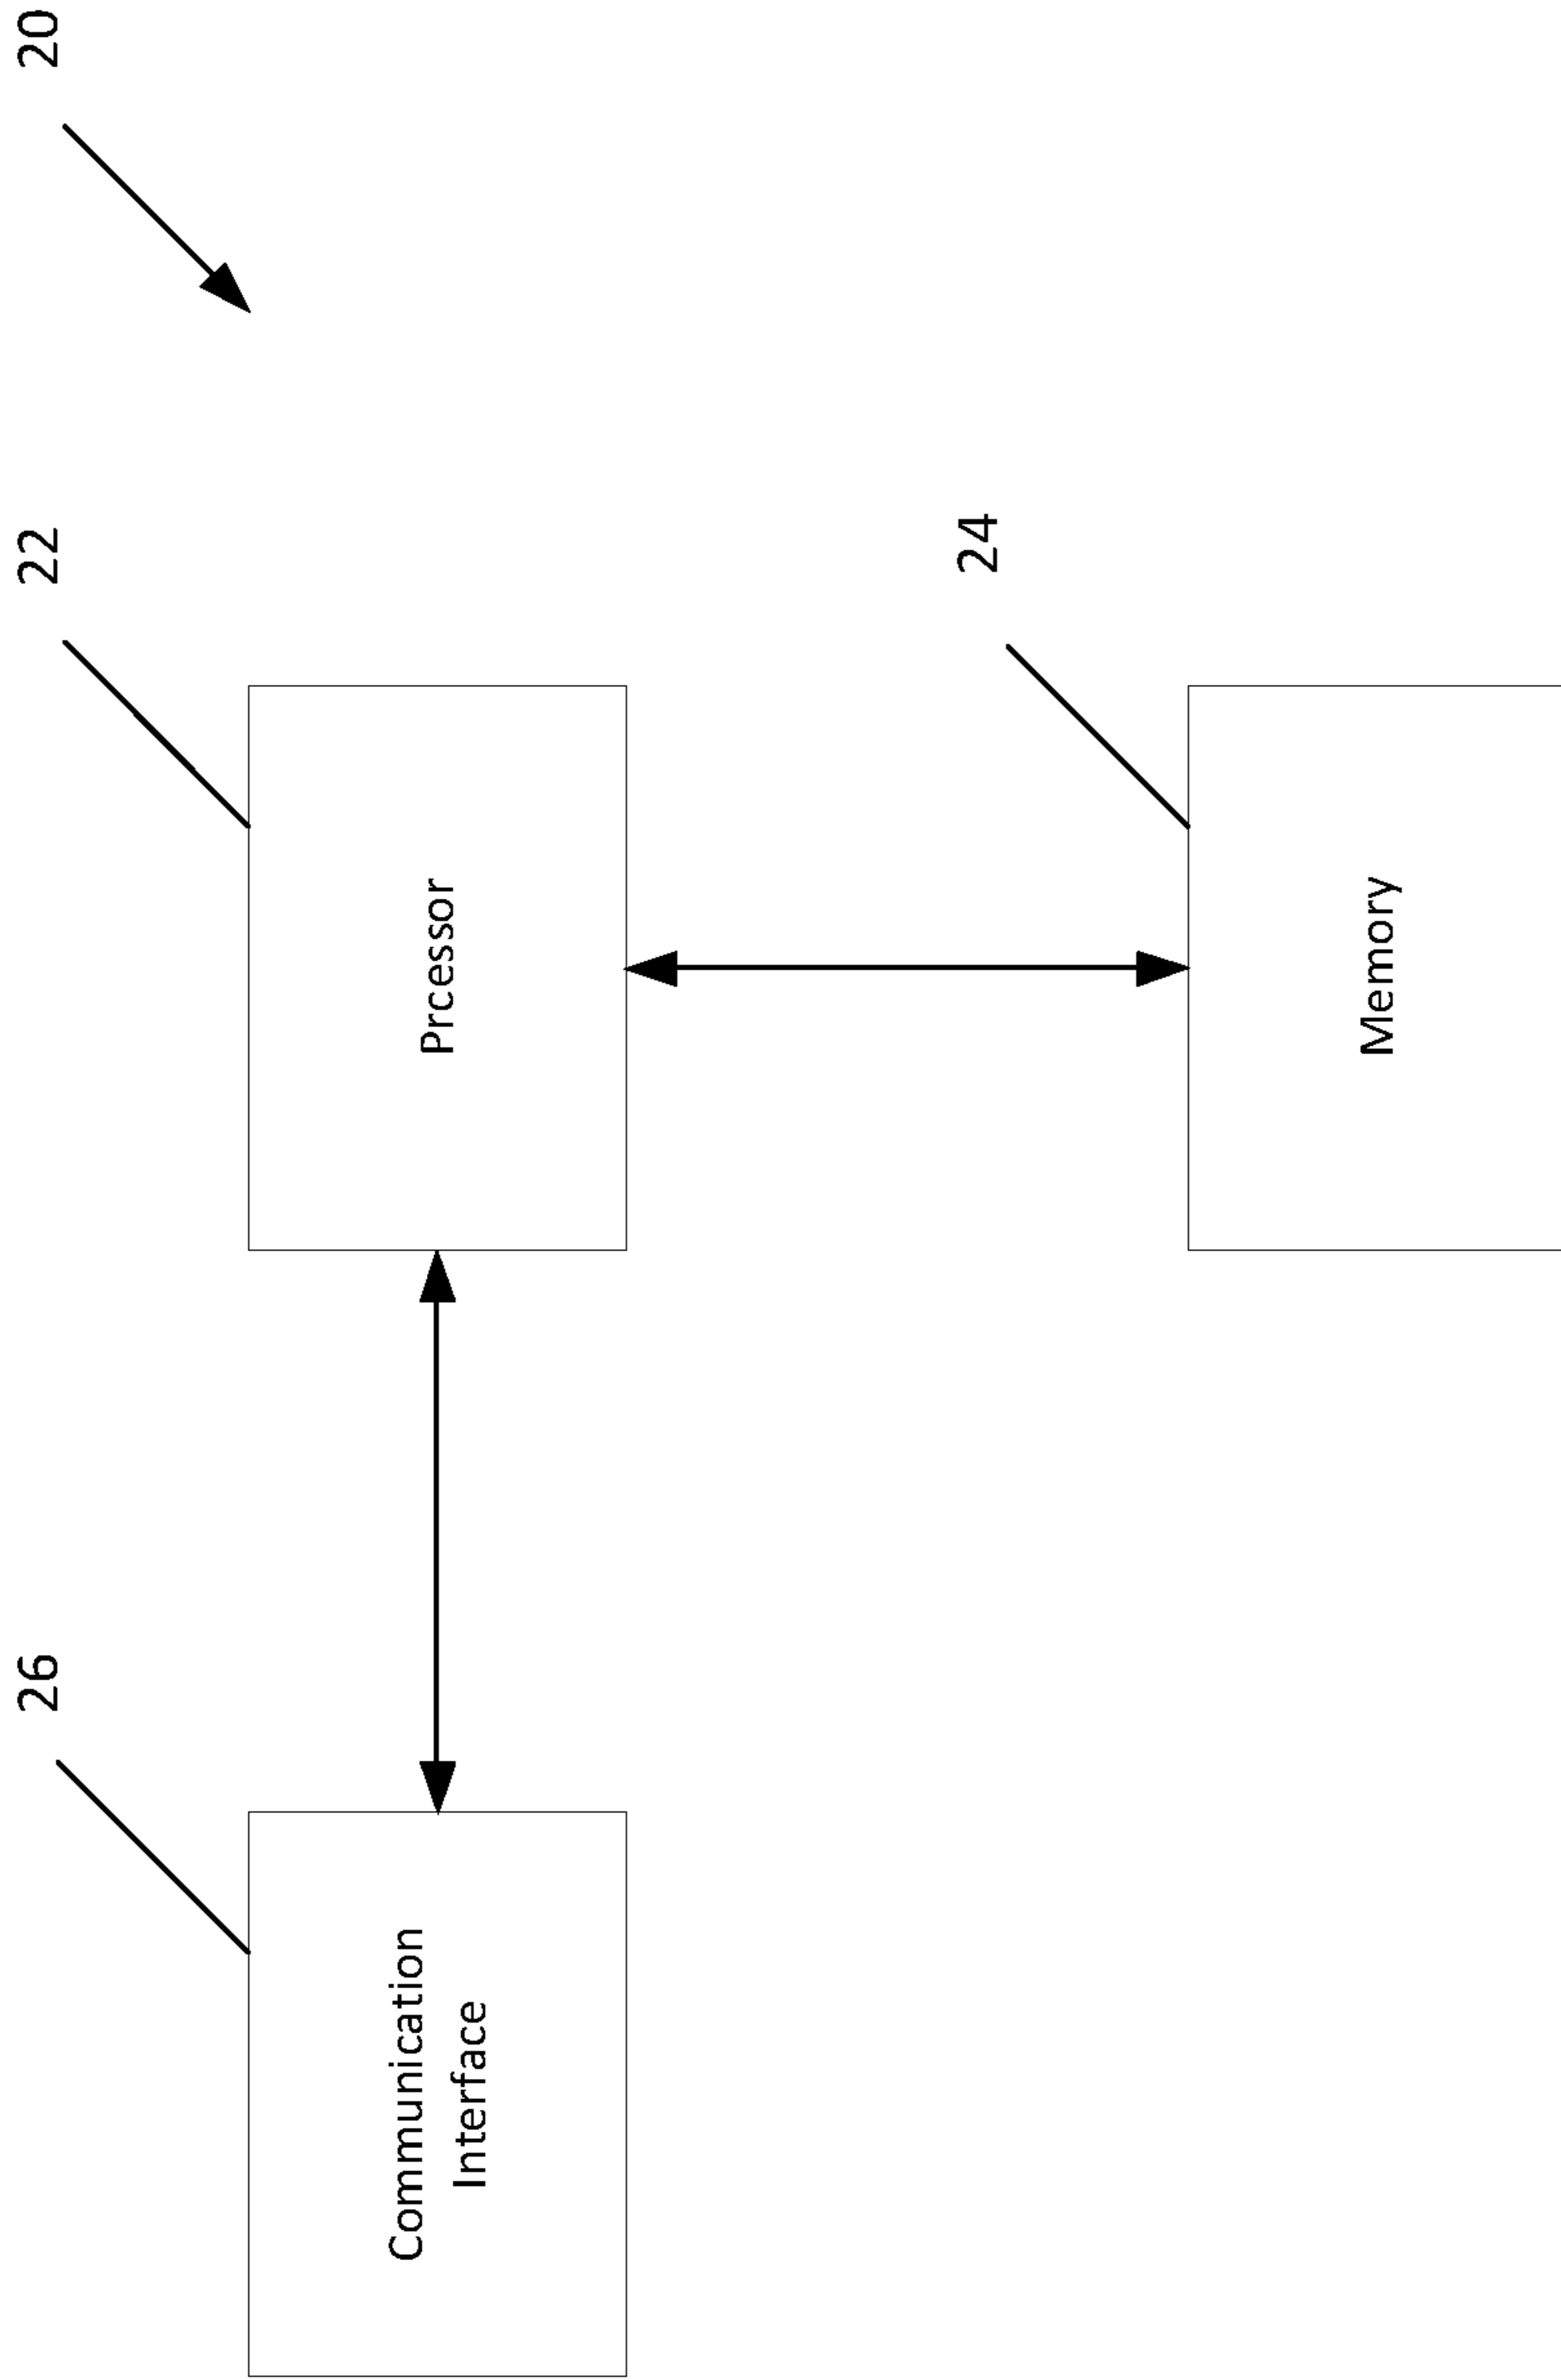 26
22
20
Communication
Interface
Prcessor
24
Memory